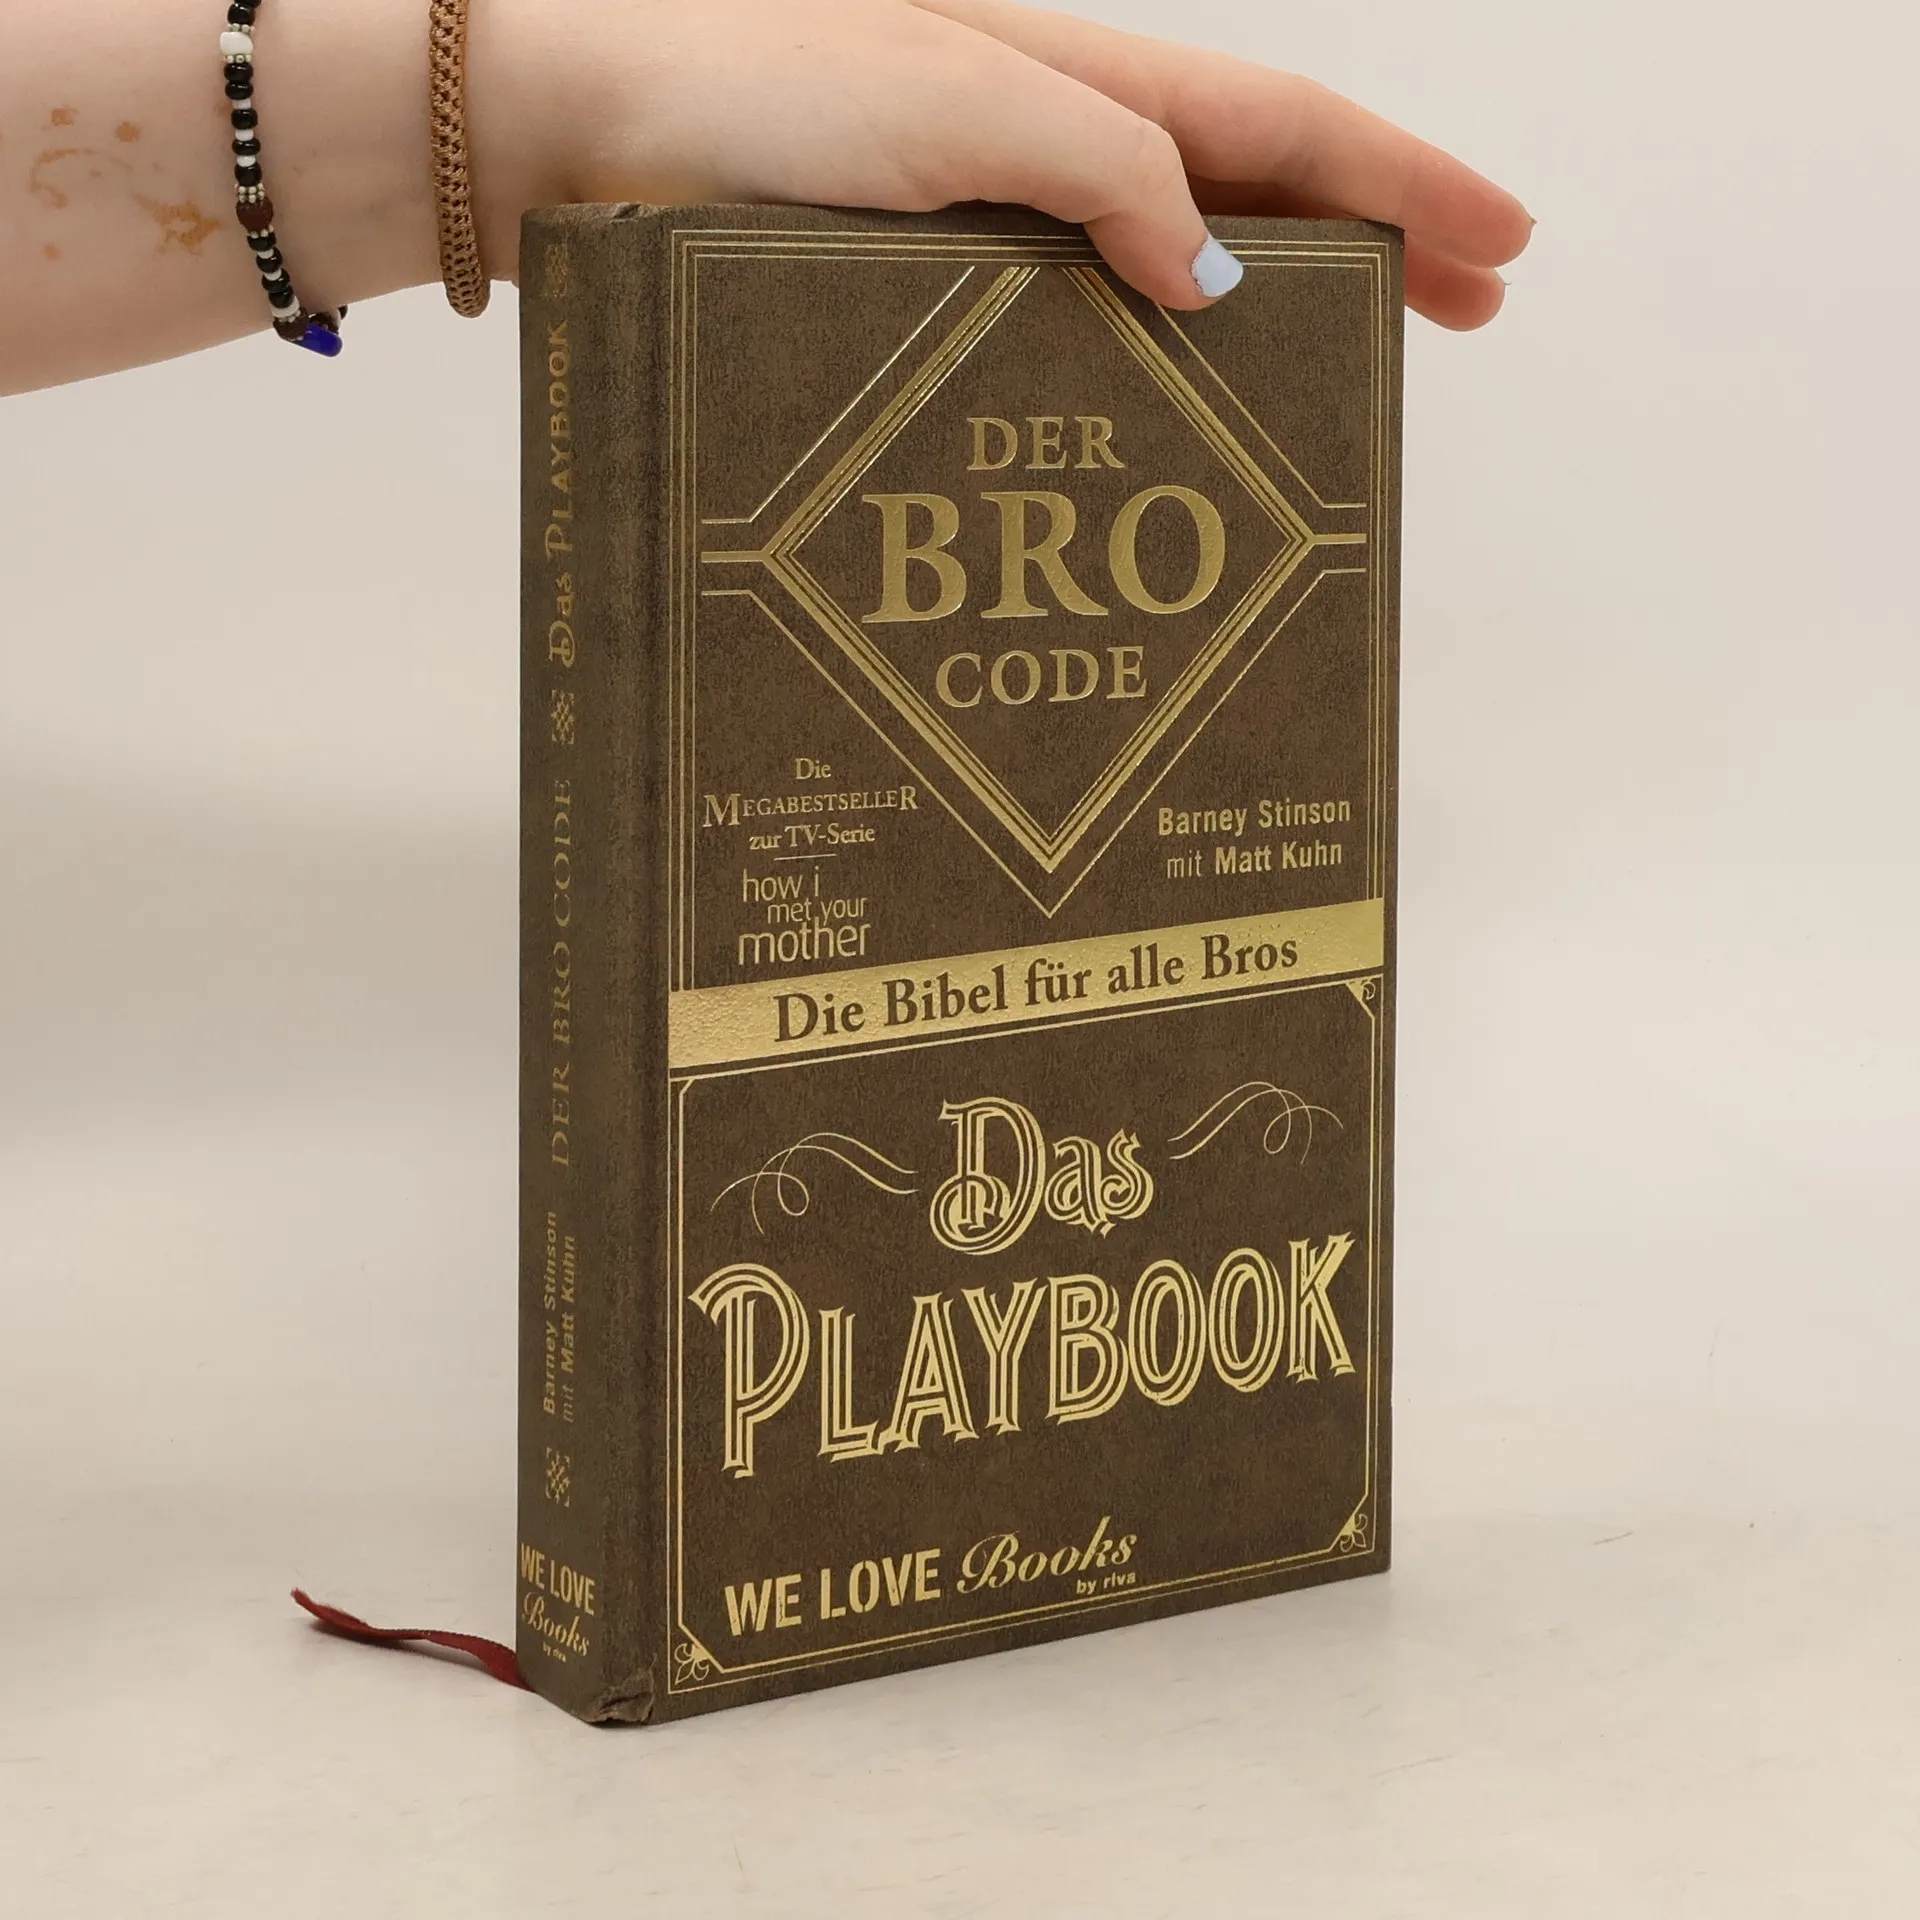 DER
BRO
CODE
Die
MEGABESTSELLER
zur TV-Serie
how i
met your
mother
Barney Stinson
mit Matt Kuhn
Die Bibel für alle Bros
Das
PLAYBOOK
WE LOVE Books
by riva
Barney Stinson
mit Matt Kuhn
DER BRO CODE
Das PLAYBOOK
WE LOVE
Books
by riva